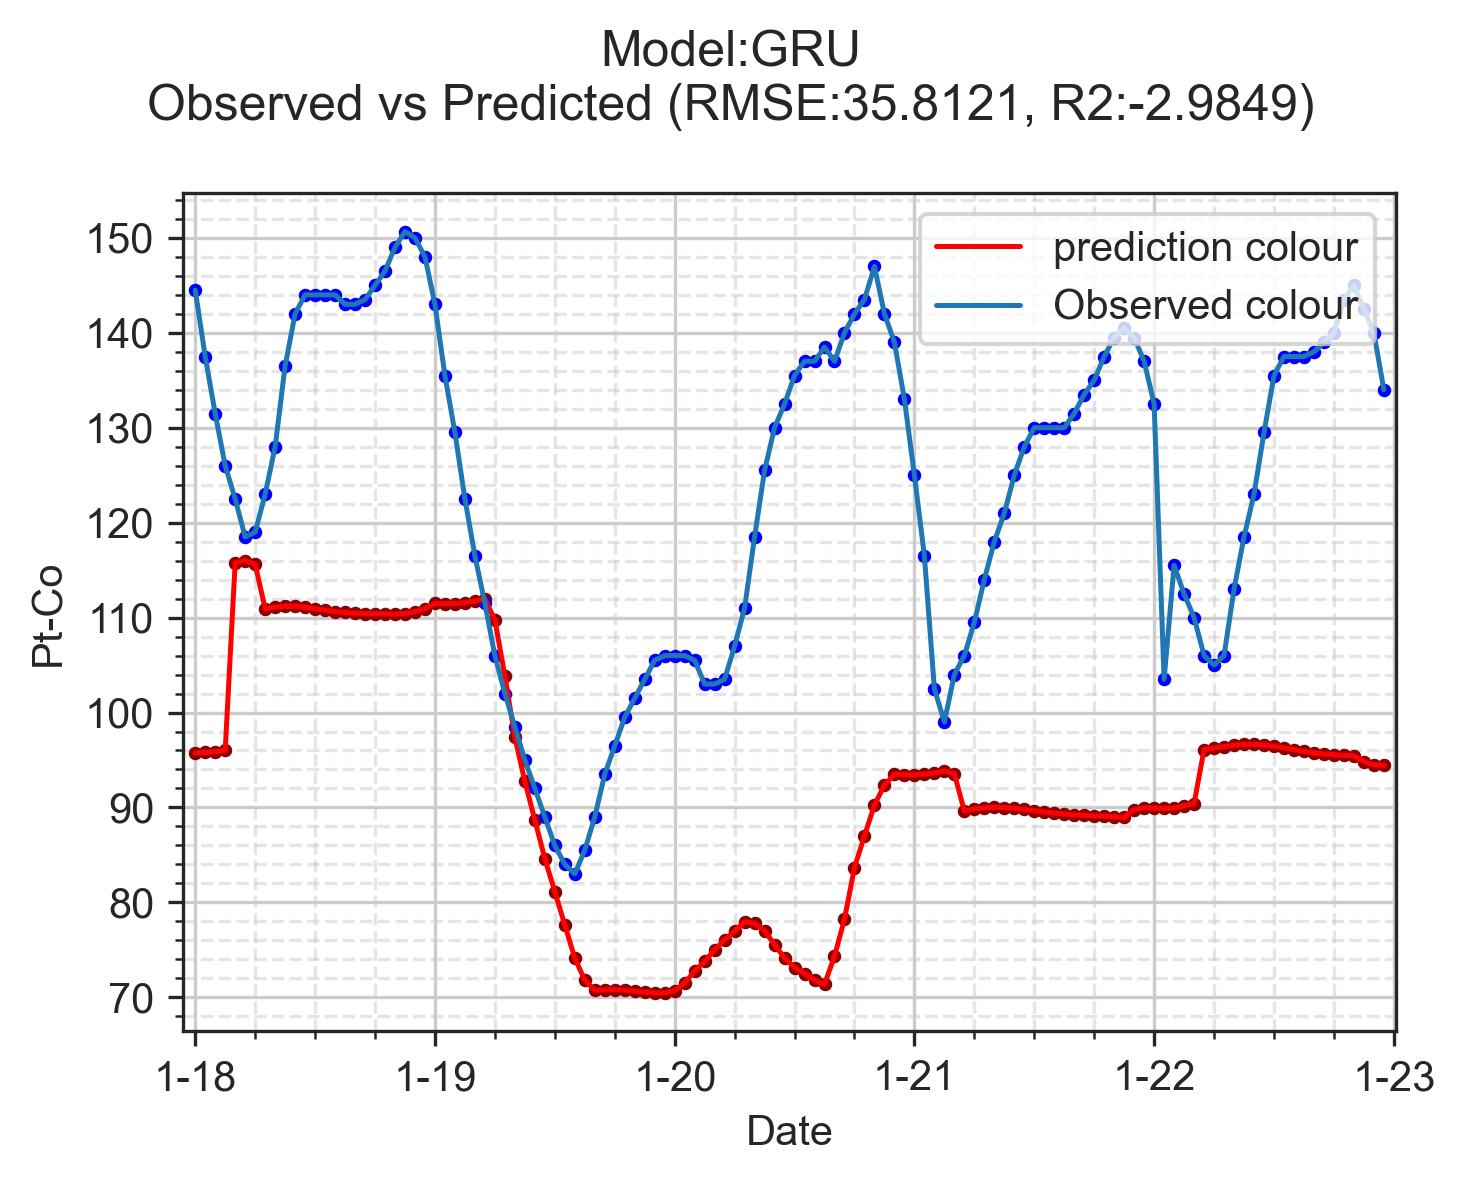 Model:GRU
Observed vs Predicted (RMSE:35.8121, R2:-2.9849)
prediction colour
Observed colour
150
140
130
120
110
100
90
80
70
Pt-Co
1-18
1-19
1-20
1-21
1-22
1-23
Date